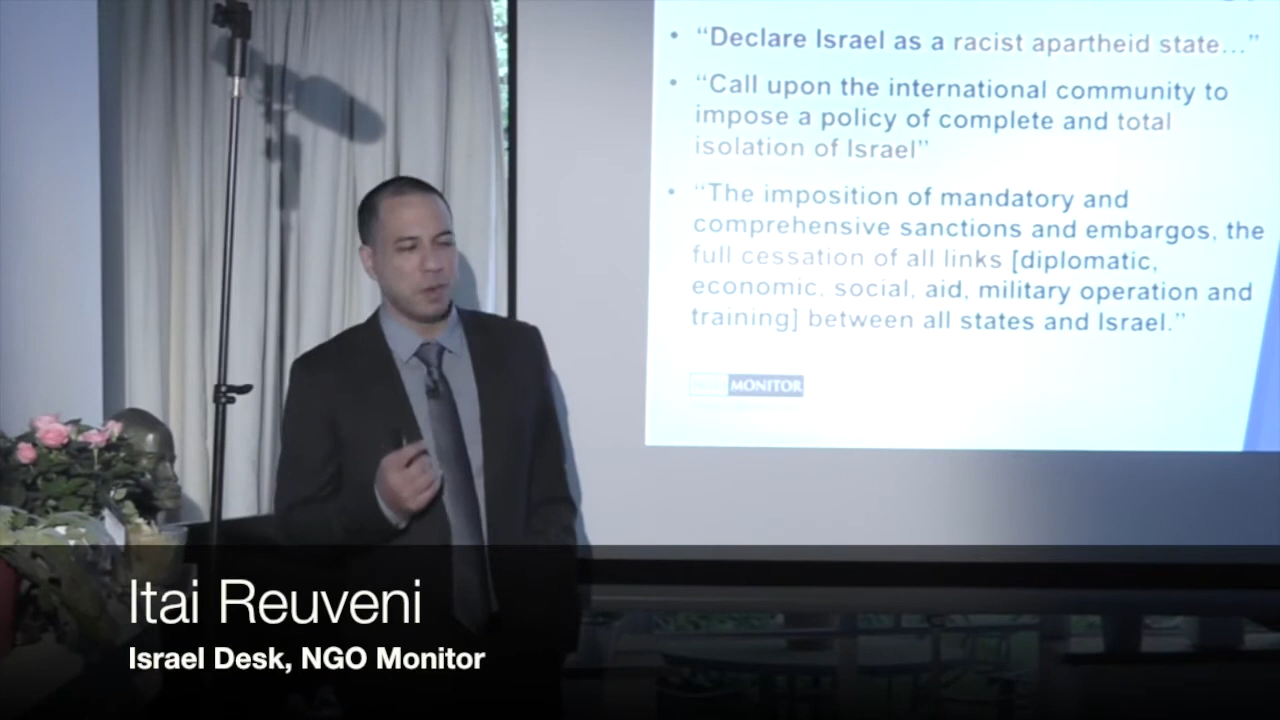 • “Declare Israel as a racist apartheid state...”
• “Call upon the international community to
impose a policy of complete and total
isolation of Israel”
• “The imposition of mandatory and
comprehensive sanctions and embargos, the
full cessation of all links [diplomatic,
economic, social, aid, military operation and
training] between all states and Israel.”
NGO MONITOR
Itai Reuveni
Israel Desk, NGO Monitor